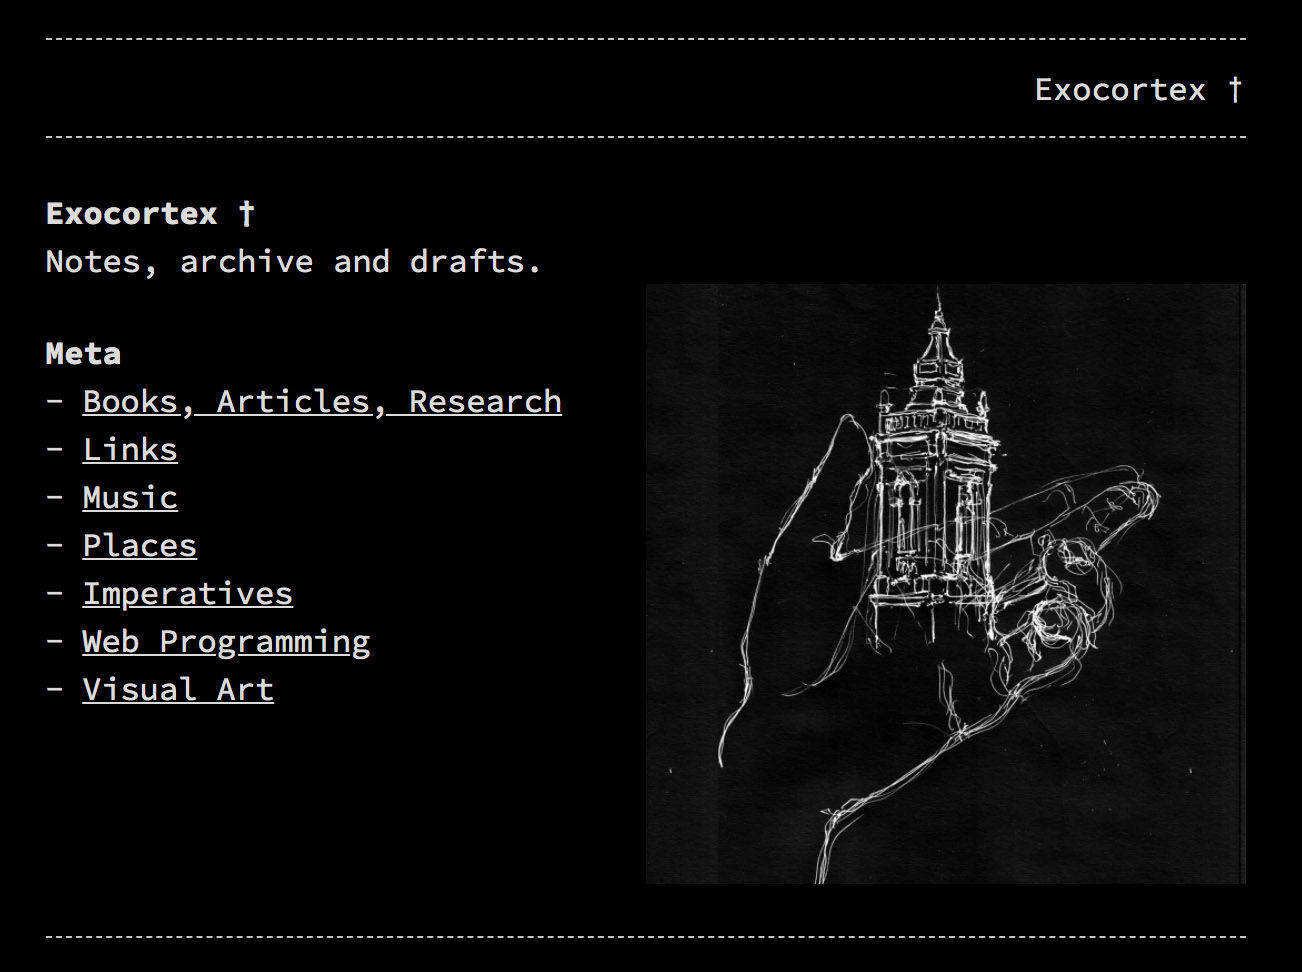 Exocortex †
Exocortex †
Notes, archive and drafts.
Meta
- Books, Articles, Research
- Links
- Music
- Places
- Imperatives
- Web Programming
- Visual Art